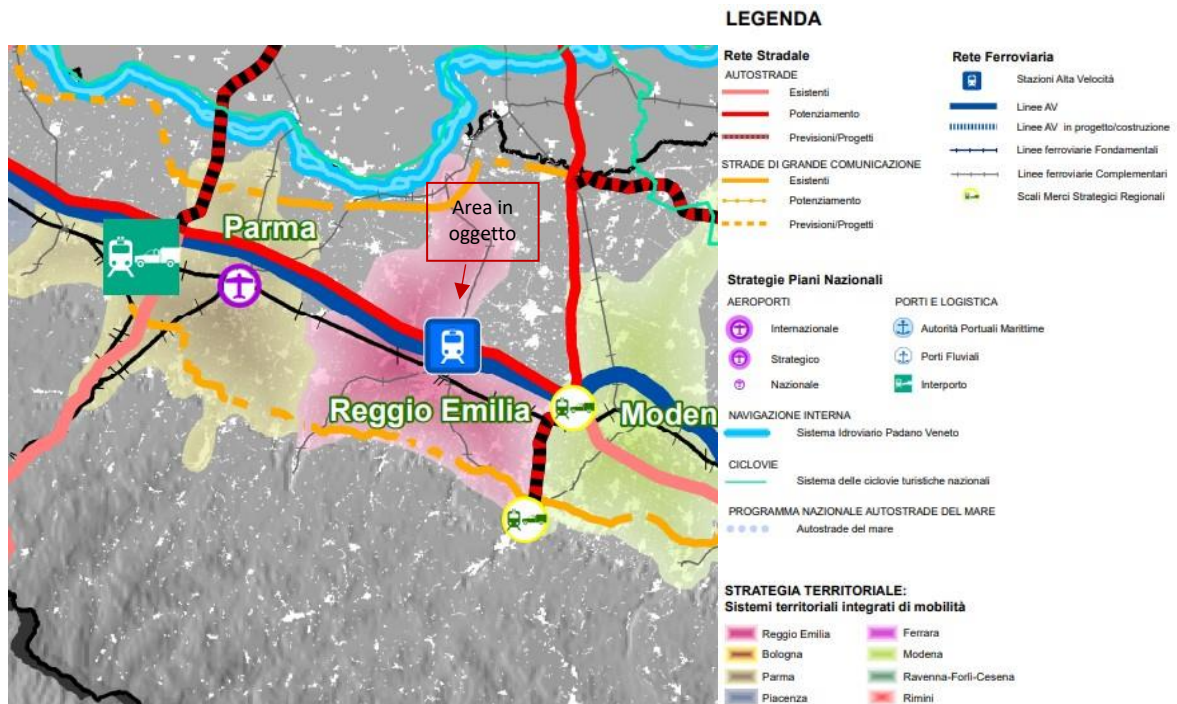 Parma
Area in
oggetto
Reggio Emilia
Moden
LEGENDA
Rete Stradale
AUTOSTRADE
Esistenti
Potenziamento
Previsioni/Progetti
STRADE DI GRANDE COMUNICAZIONE
Esistenti
Potenziamento
Previsioni/Progetti
Rete Ferroviaria
Stazioni Alta Velocità
Linee AV
Linee AV in progetto/costruzione
Linee ferroviarie Fondamentali
Linee ferroviarie Complementari
Scali Merci Strategici Regionali
Strategie Piani Nazionali
AEROPORTI
Internazionale
Strategico
Nazionale
PORTI E LOGISTICA
Autorità Portuali Marittime
Porti Fluviali
Interporto
NAVIGAZIONE INTERNA
Sistema Idroviario Padano Veneto
CICLOVIE
Sistema delle ciclovie turistiche nazionali
PROGRAMMA NAZIONALE AUTOSTRADE DEL MARE
Autostrade del mare
STRATEGIA TERRITORIALE:
Sistemi territoriali integrati di mobilità
Reggio Emilia
Bologna
Parma
Piacenza
Ferrara
Modena
Ravenna-Forlì-Cesena
Rimini